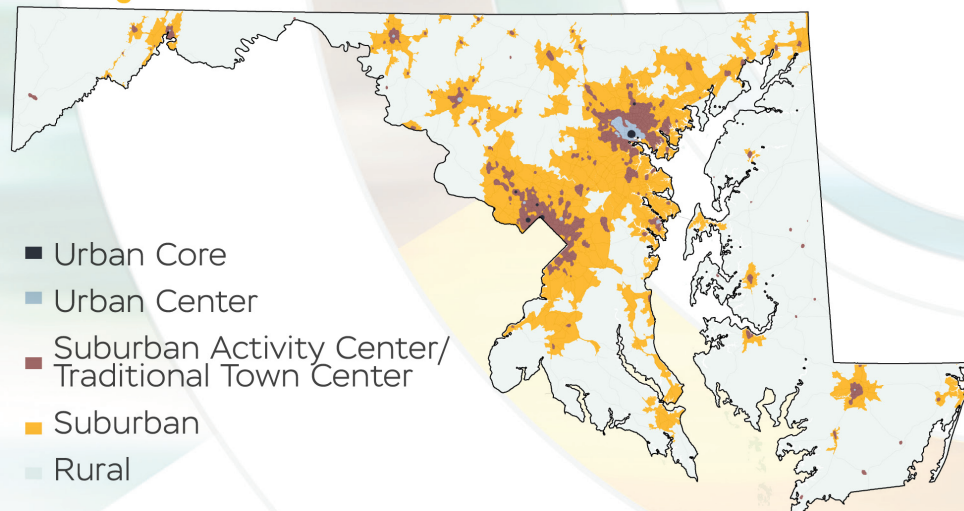 Urban Core
Urban Center
Suburban Activity Center/
Traditional Town Center
Suburban
Rural